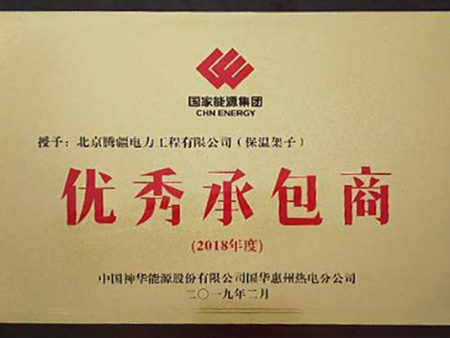 国家能源集团
CHN ENERGY
授予：北京腾疆电力工程有限公司（保温架子）
优秀承包商
(2018年度)
中国神华能源股份有限公司国华惠州热电分公司
二〇一九年二月